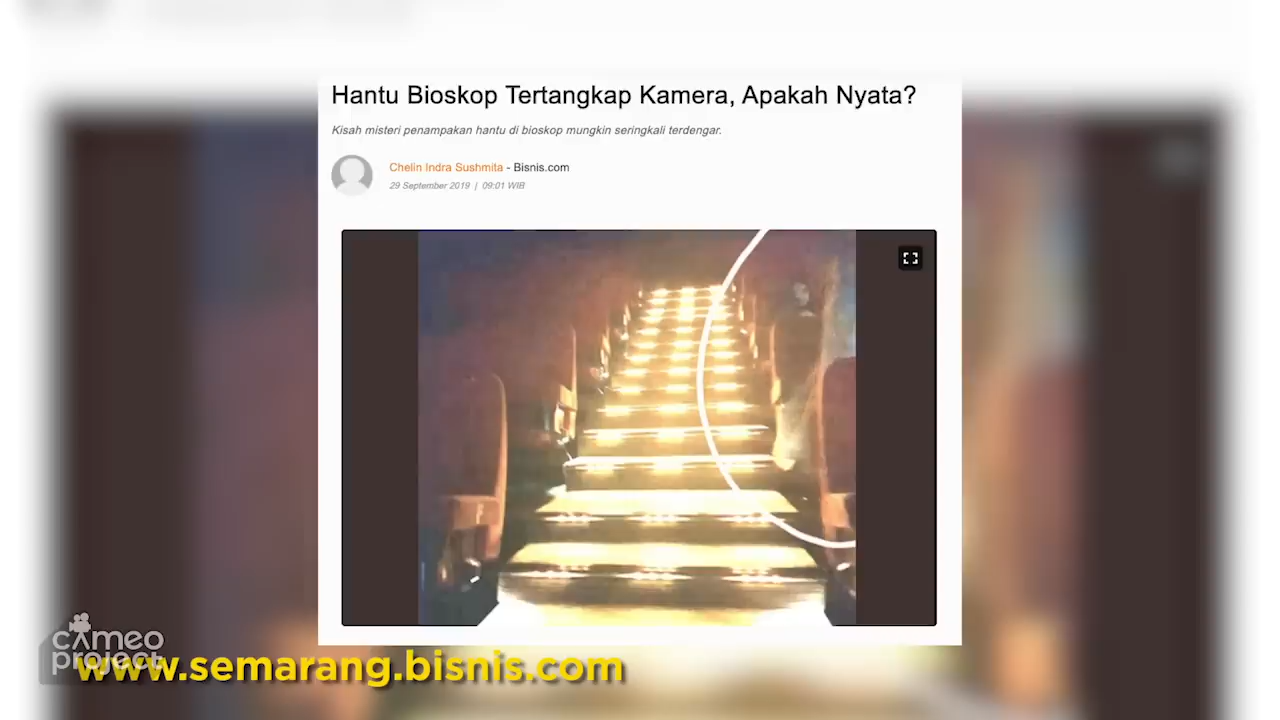 Hantu Bioskop Tertangkap Kamera, Apakah Nyata?
Kisah misteri penampakan hantu di bioskop mungkin seringkali terdengar.
Chelin Indra Sushmita - Bisnis.com
29 September 2019 | 09:01 WIB
cameo
project
www.semarang.bisnis.com